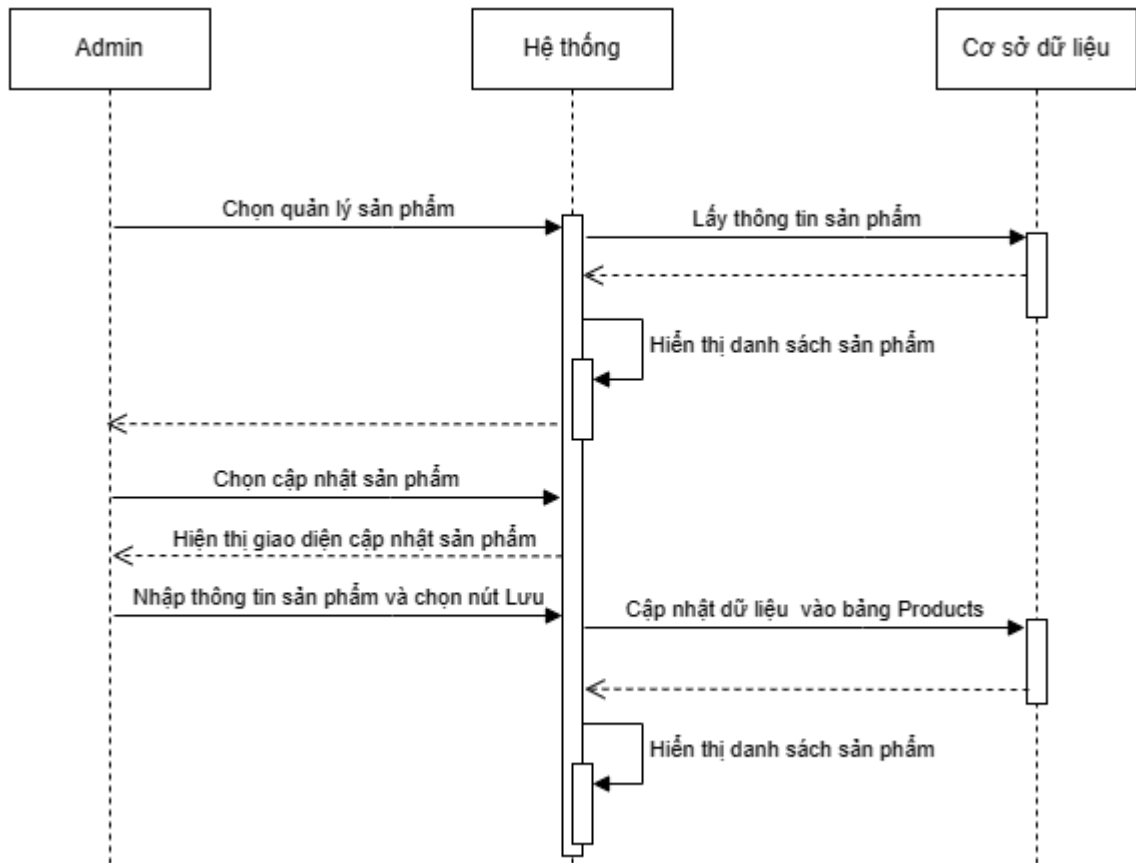 Admin
Hệ thống
Cơ sở dữ liệu
Chọn quản lý sản phẩm
Lấy thông tin sản phẩm
Hiển thị danh sách sản phẩm
Chọn cập nhật sản phẩm
Hiện thị giao diện cập nhật sản phẩm
Nhập thông tin sản phẩm và chọn nút Lưu
Cập nhật dữ liệu vào bảng Products
Hiển thị danh sách sản phẩm